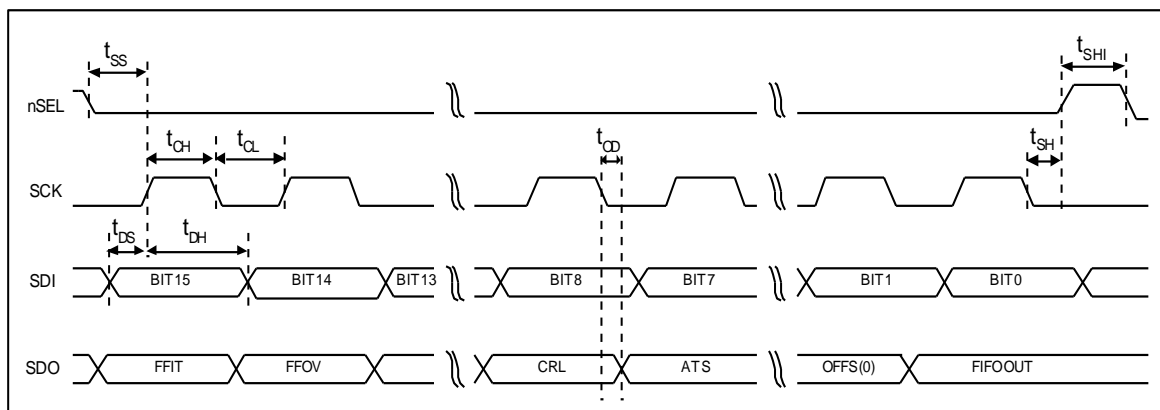 tSS
tSHI
nSEL
tCH
tCL
tOD
tSH
SCK
tDS
tDH
SDI
BIT15
BIT14
BIT13
BIT8
BIT7
BIT1
BIT0
SDO
FFIT
FFOV
CRL
ATS
OFFS(0)
FIFOOUT